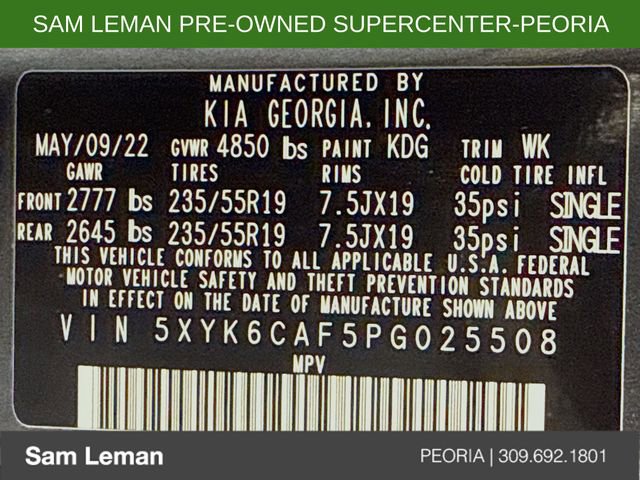 SAM LEMAN PRE-OWNED SUPERCENTER-PEORIA
MANUFACTURED BY
KIA GEORGIA, INC.
MAY/09/22 GVWR 4850 lbs PAINT KDG TRIM WK
GAWR TIRES RIMS COLD TIRE INFL
FRONT 2777 lbs 235/55R19 7.5JX19 35psi SINGLE
REAR 2645 lbs 235/55R19 7.5JX19 35psi SINGLE
THIS VEHICLE CONFORMS TO ALL APPLICABLE U.S.A. FEDERAL
MOTOR VEHICLE SAFETY AND THEFT PREVENTION STANDARDS
IN EFFECT ON THE DATE OF MANUFACTURE SHOWN ABOVE
VIN 5XYK6CAF5PG025508
MPV
Sam Leman PEORIA | 309.692.1801